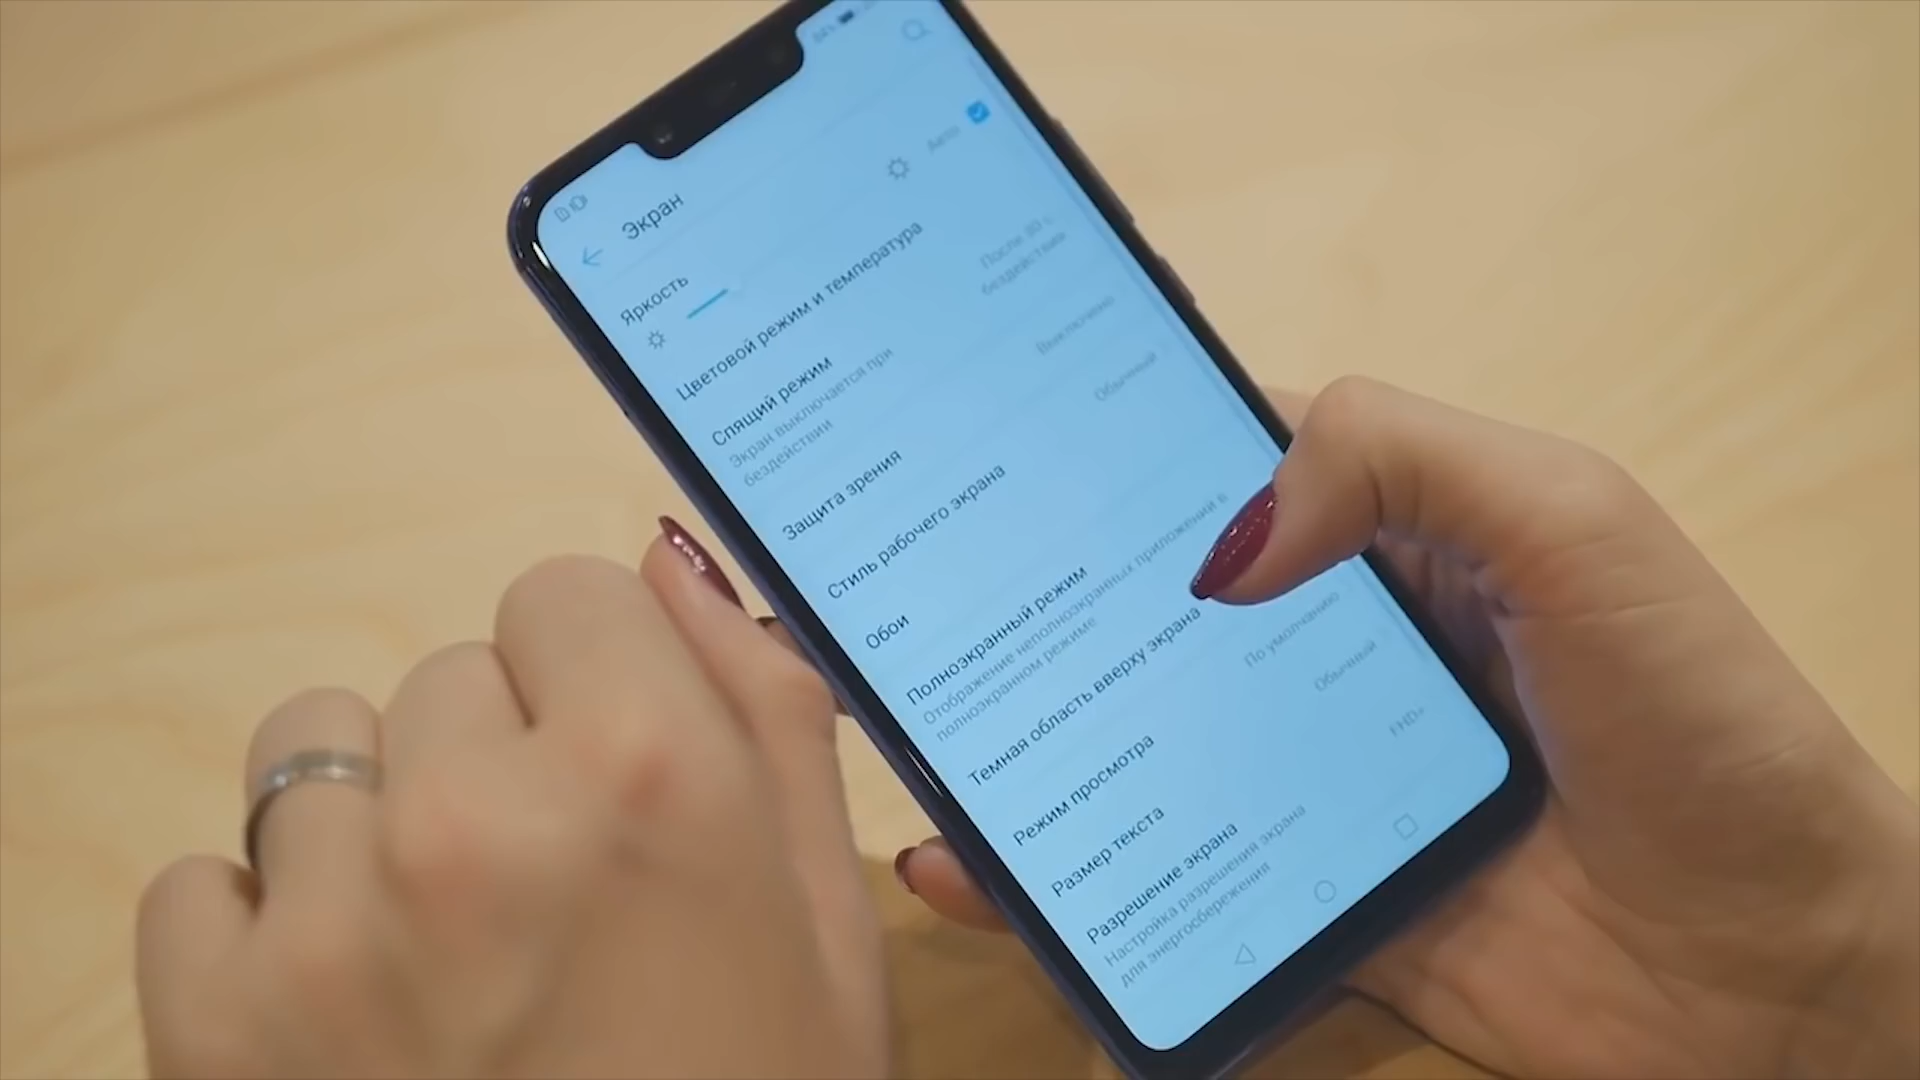 84%
Экран
Яркость
Авто
Цветовой режим и температура
Спящий режим
Экран выключается при
бездействии
После 30 с
бездействия
Защита зрения
Выключено
Стиль рабочего экрана
Обычный
Обои
Полноэкранный режим
Отображение неполноэкранных приложений в
полноэкранном режиме
Темная область вверху экрана
Режим просмотра
По умолчанию
Размер текста
Обычный
Разрешение экрана
Настройка разрешения экрана
для энергосбережения
FHD+